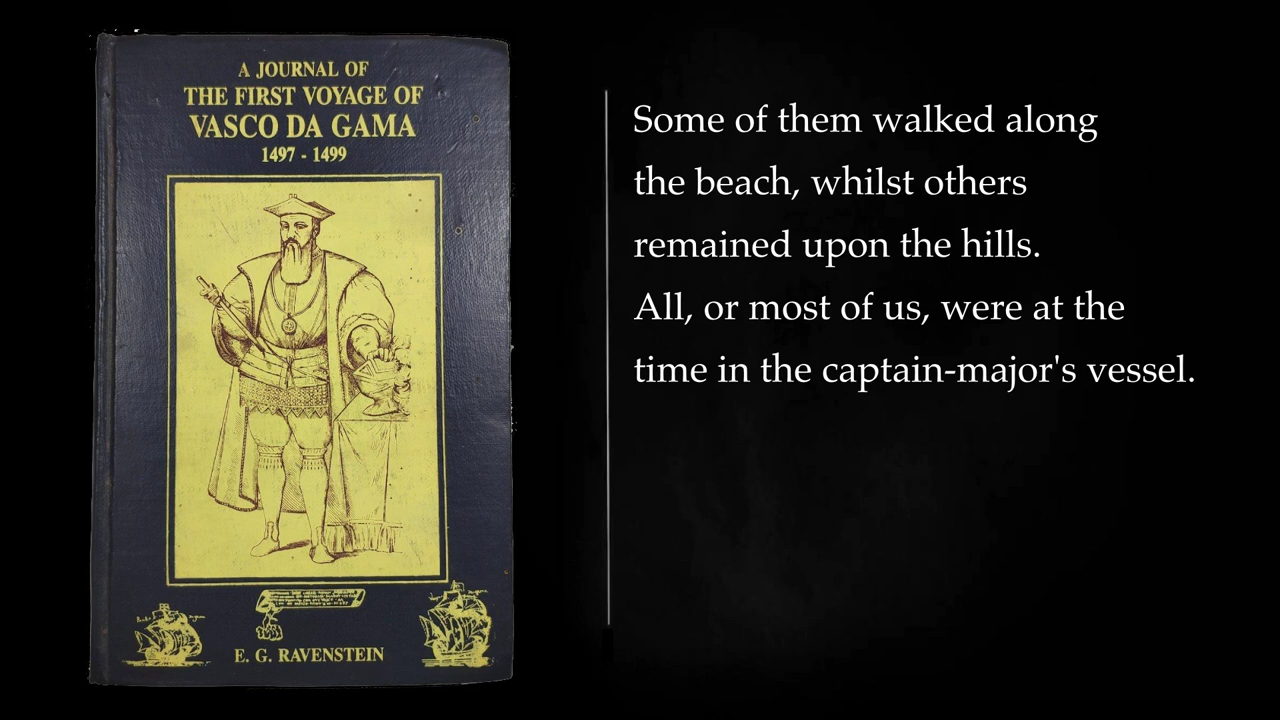 A JOURNAL OF
THE FIRST VOYAGE OF
VASCO DA GAMA
1497 - 1499
E. G. RAVENSTEIN
Some of them walked along
the beach, whilst others
remained upon the hills.
All, or most of us, were at the
time in the captain-major's vessel.